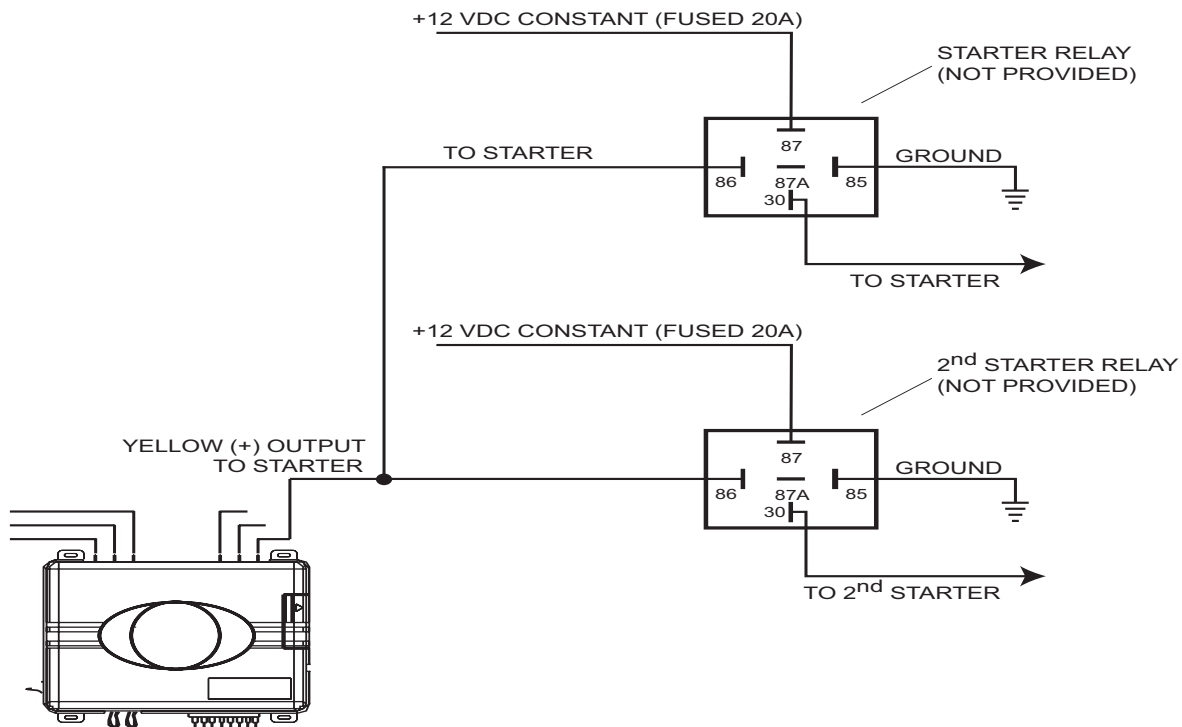 +12 VDC CONSTANT (FUSED 20A)
STARTER RELAY
(NOT PROVIDED)
87
TO STARTER
GROUND
86
87A
85
30
TO STARTER
+12 VDC CONSTANT (FUSED 20A)
2nd STARTER RELAY
(NOT PROVIDED)
YELLOW (+) OUTPUT
TO STARTER
87
GROUND
86
87A
85
30
TO 2nd STARTER